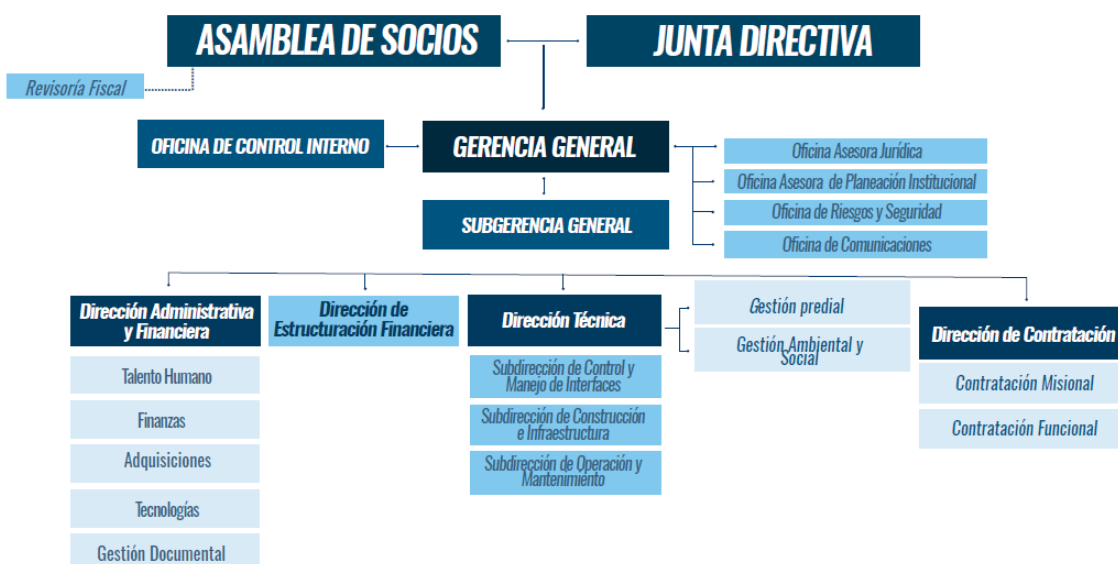 ASAMBLEA DE SOCIOS
JUNTA DIRECTIVA
Revisoría Fiscal
OFICINA DE CONTROL INTERNO
GERENCIA GENERAL
Oficina Asesora Jurídica
Oficina Asesora de Planeación Institucional
Oficina de Riesgos y Seguridad
Oficina de Comunicaciones
SUBGERENCIA GENERAL
Dirección Administrativa
y Financiera
Talento Humano
Finanzas
Adquisiciones
Tecnologías
Gestión Documental
Dirección de
Estructuración Financiera
Dirección Técnica
Subdirección de Control y
Manejo de Interfaces
Subdirección de Construcción
e Infraestructura
Subdirección de Operación y
Mantenimiento
Gestión predial
Gestión Ambiental y
Social
Dirección de Contratación
Contratación Misional
Contratación Funcional